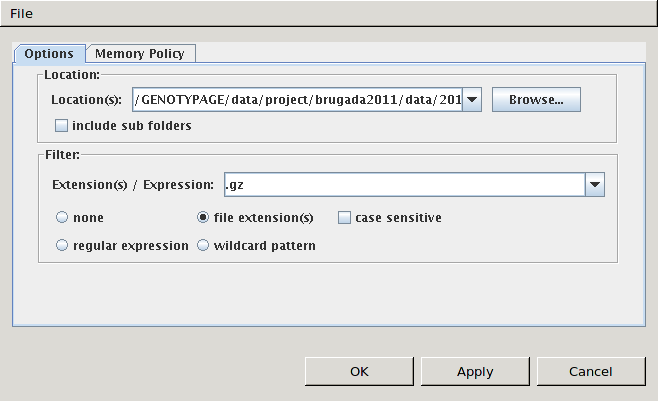 File
Options Memory Policy
Location:
Location(s): /GENOTYPAGE/data/project/brugada2011/data/201 Browse...
include sub folders
Filter:
Extension(s) / Expression: .gz
none file extension(s) case sensitive
regular expression wildcard pattern
OK Apply Cancel